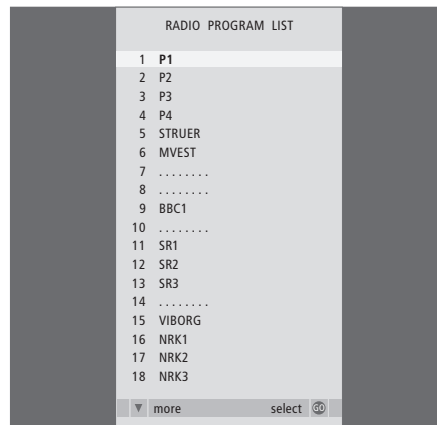 RADIO PROGRAM LIST
1 P1
2 P2
3 P3
4 P4
5 STRUER
6 MVEST
7 . . . . . . . .
8 . . . . . . . .
9 BBC1
10 . . . . . . . .
11 SR1
12 SR2
13 SR3
14 . . . . . . . .
15 VIBORG
16 NRK1
17 NRK2
18 NRK3
▼ more select GO